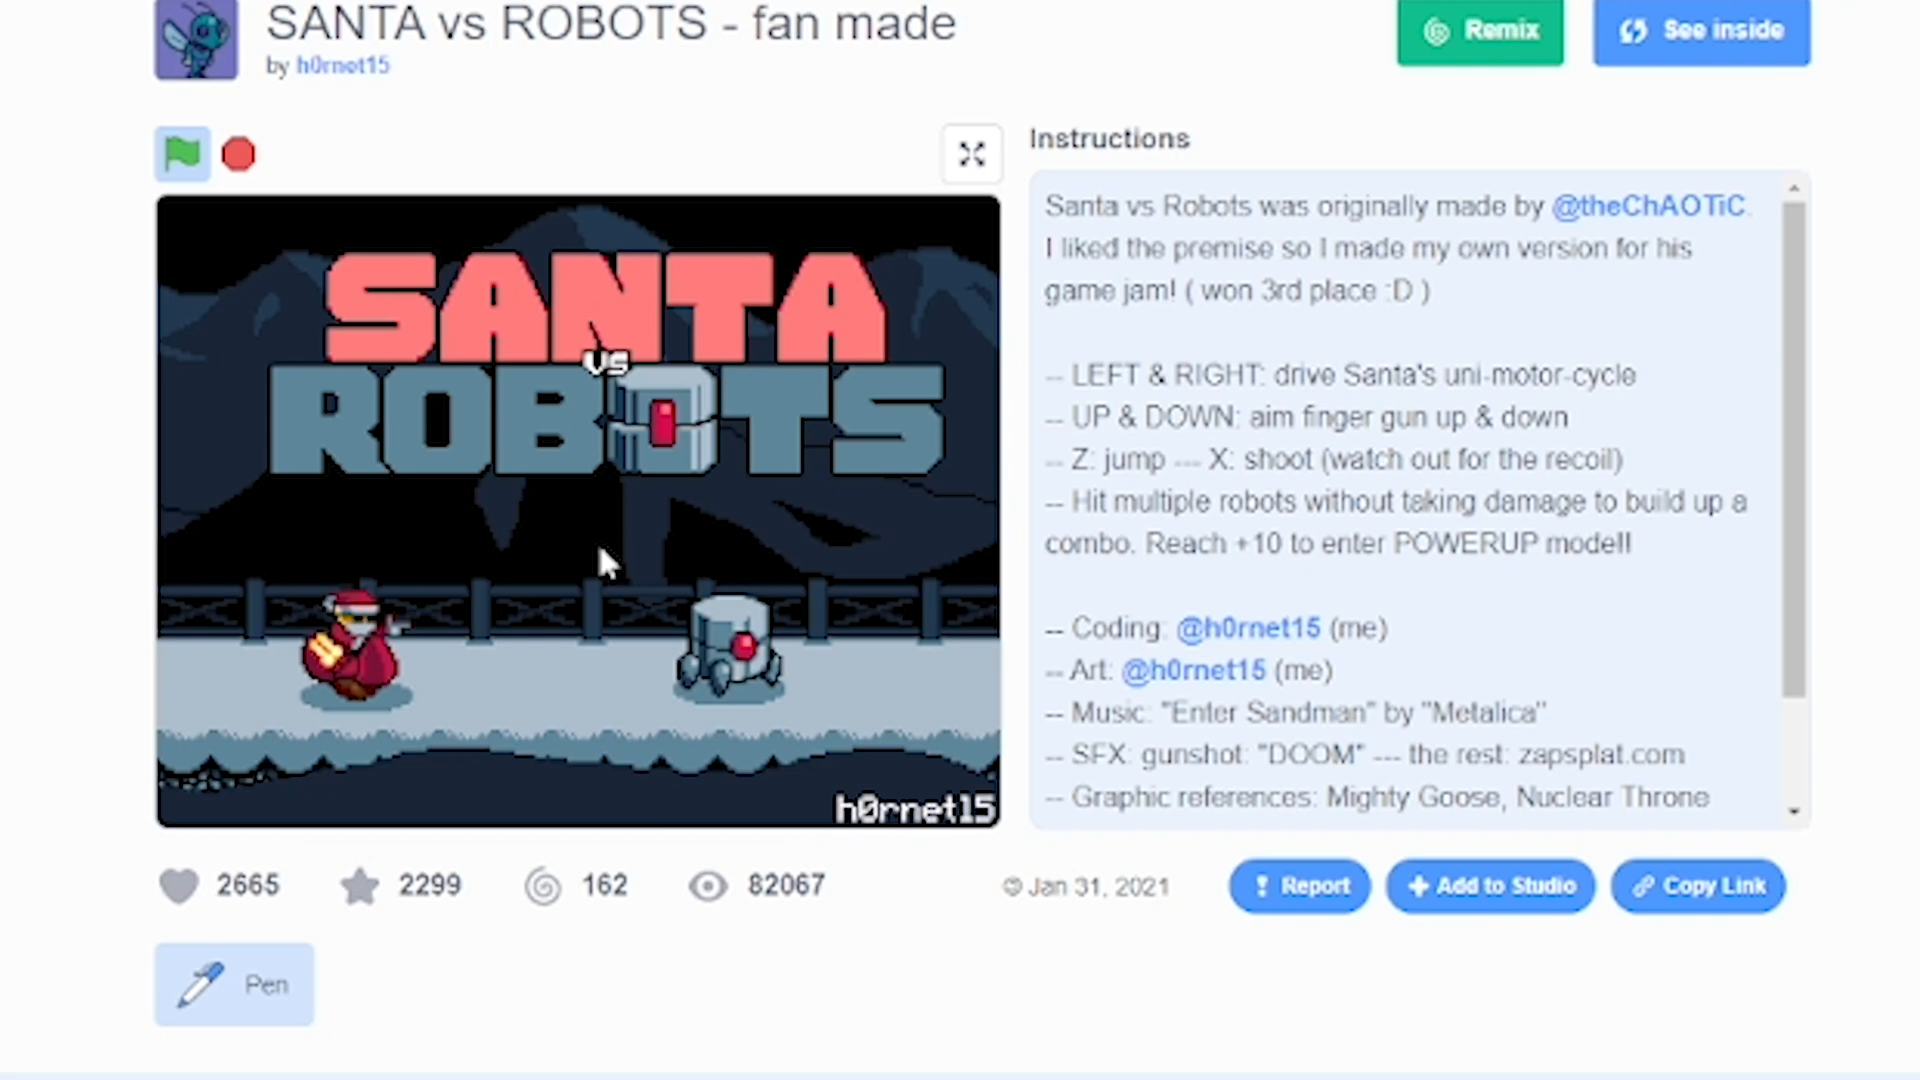 SANTA vs ROBOTS - fan made
by h0rnet15
Remix
See inside
Instructions
SANTA
VS
ROBOTS
h0rnet15
Santa vs Robots was originally made by @theChAOTiC.
I liked the premise so I made my own version for his
game jam! ( won 3rd place :D )
-- LEFT & RIGHT: drive Santa's uni-motor-cycle
-- UP & DOWN: aim finger gun up & down
-- Z: jump --- X: shoot (watch out for the recoil)
-- Hit multiple robots without taking damage to build up a
combo. Reach +10 to enter POWERUP mode!!
-- Coding: @h0rnet15 (me)
-- Art: @h0rnet15 (me)
-- Music: "Enter Sandman" by "Metalica"
-- SFX: gunshot: "DOOM" --- the rest: zapsplat.com
-- Graphic references: Mighty Goose, Nuclear Throne
2665
2299
162
82067
© Jan 31, 2021
Report
Add to Studio
Copy Link
Pen